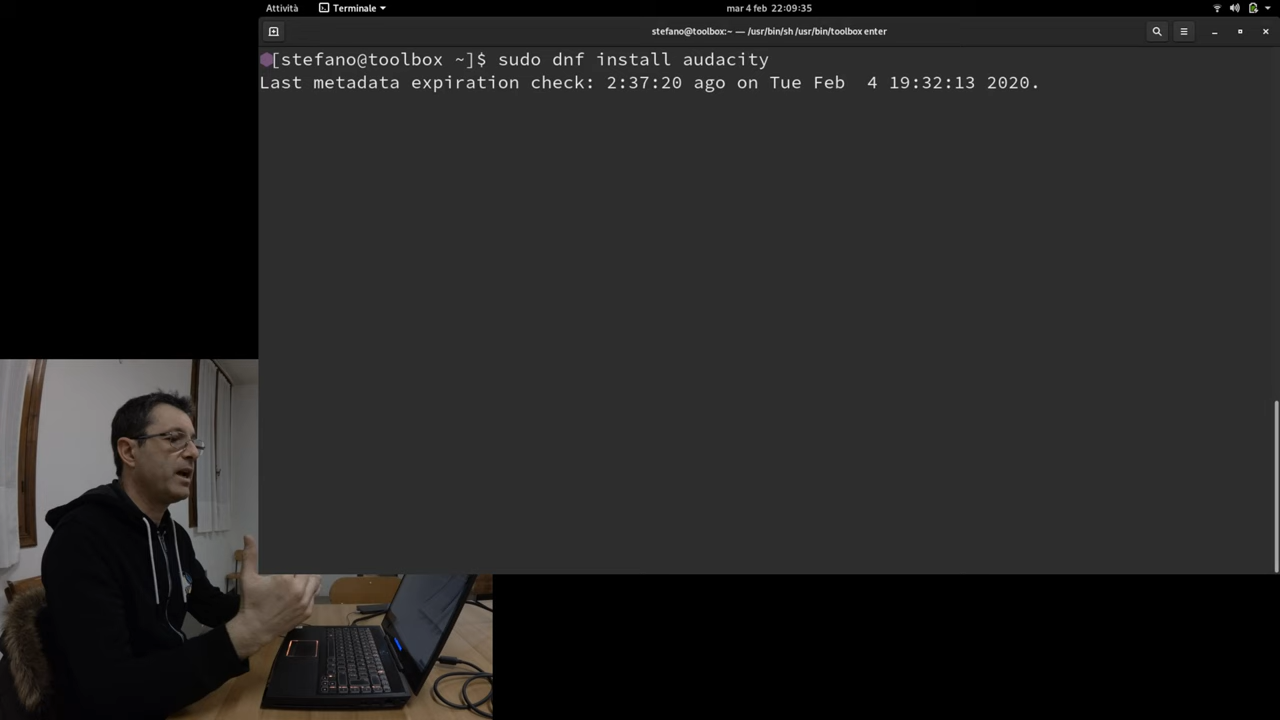 Attività
Terminale
mar 4 feb 22:09:35
stefano@toolbox:~ — /usr/bin/sh /usr/bin/toolbox enter
[stefano@toolbox ~]$ sudo dnf install audacity
Last metadata expiration check: 2:37:20 ago on Tue Feb  4 19:32:13 2020.